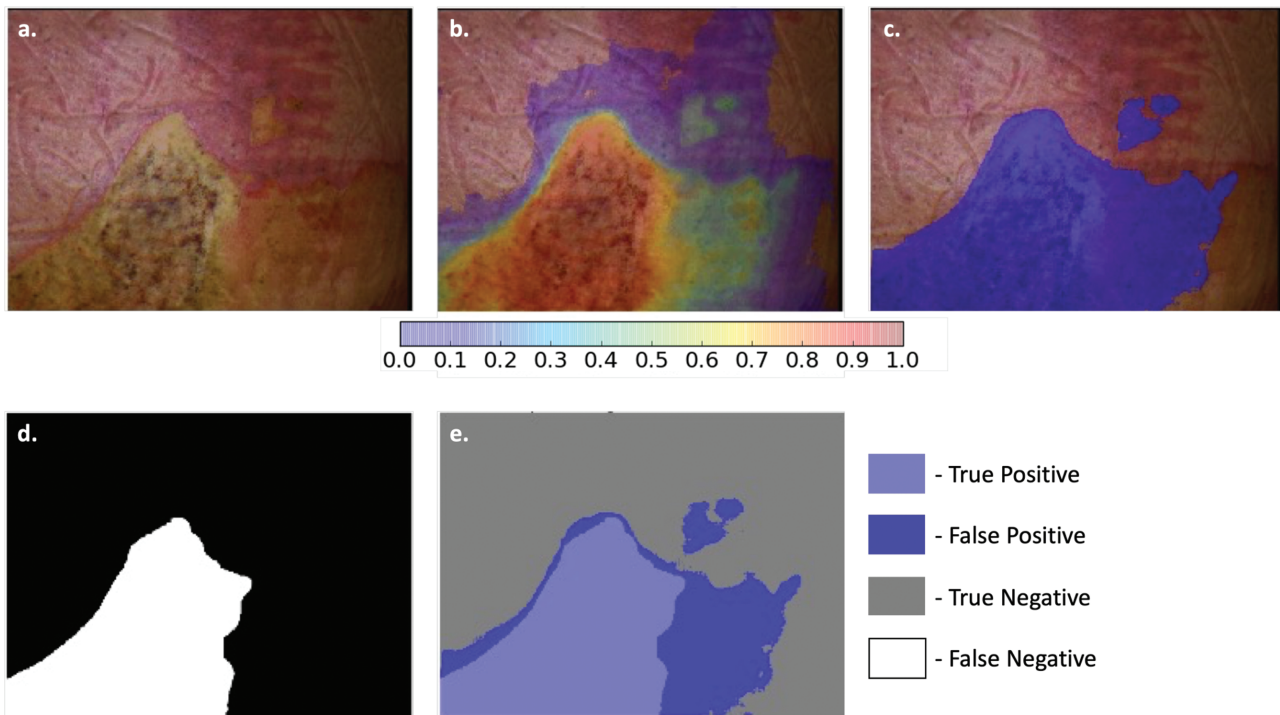 a.
b.
c.
0.0 0.1 0.2 0.3 0.4 0.5 0.6 0.7 0.8 0.9 1.0
d.
e.
- True Positive
- False Positive
- True Negative
- False Negative